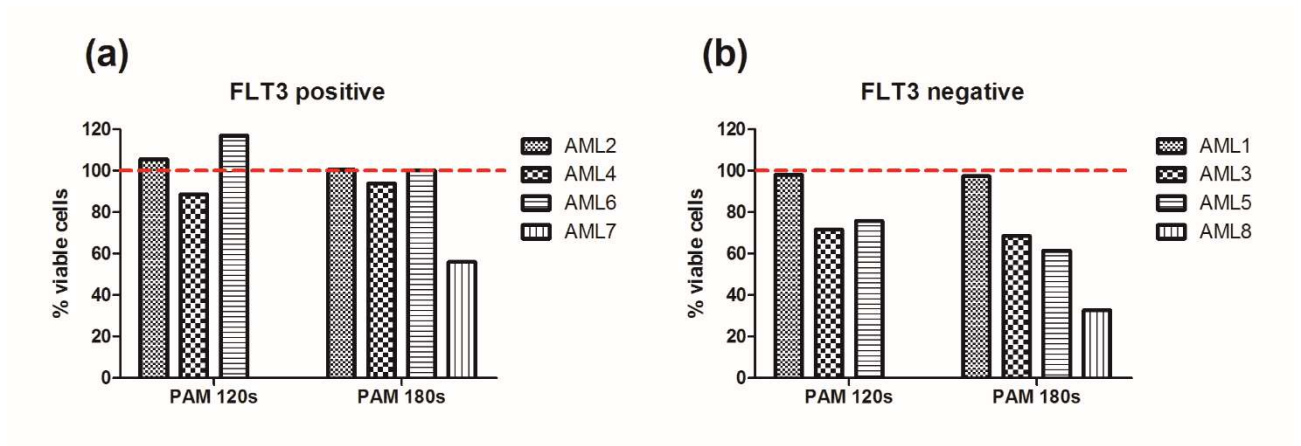 (a)
FLT3 positive
% viable cells
120
100
80
60
40
20
0
PAM 120s
PAM 180s
AML2
AML4
AML6
AML7
(b)
FLT3 negative
% viable cells
120
100
80
60
40
20
0
PAM 120s
PAM 180s
AML1
AML3
AML5
AML8